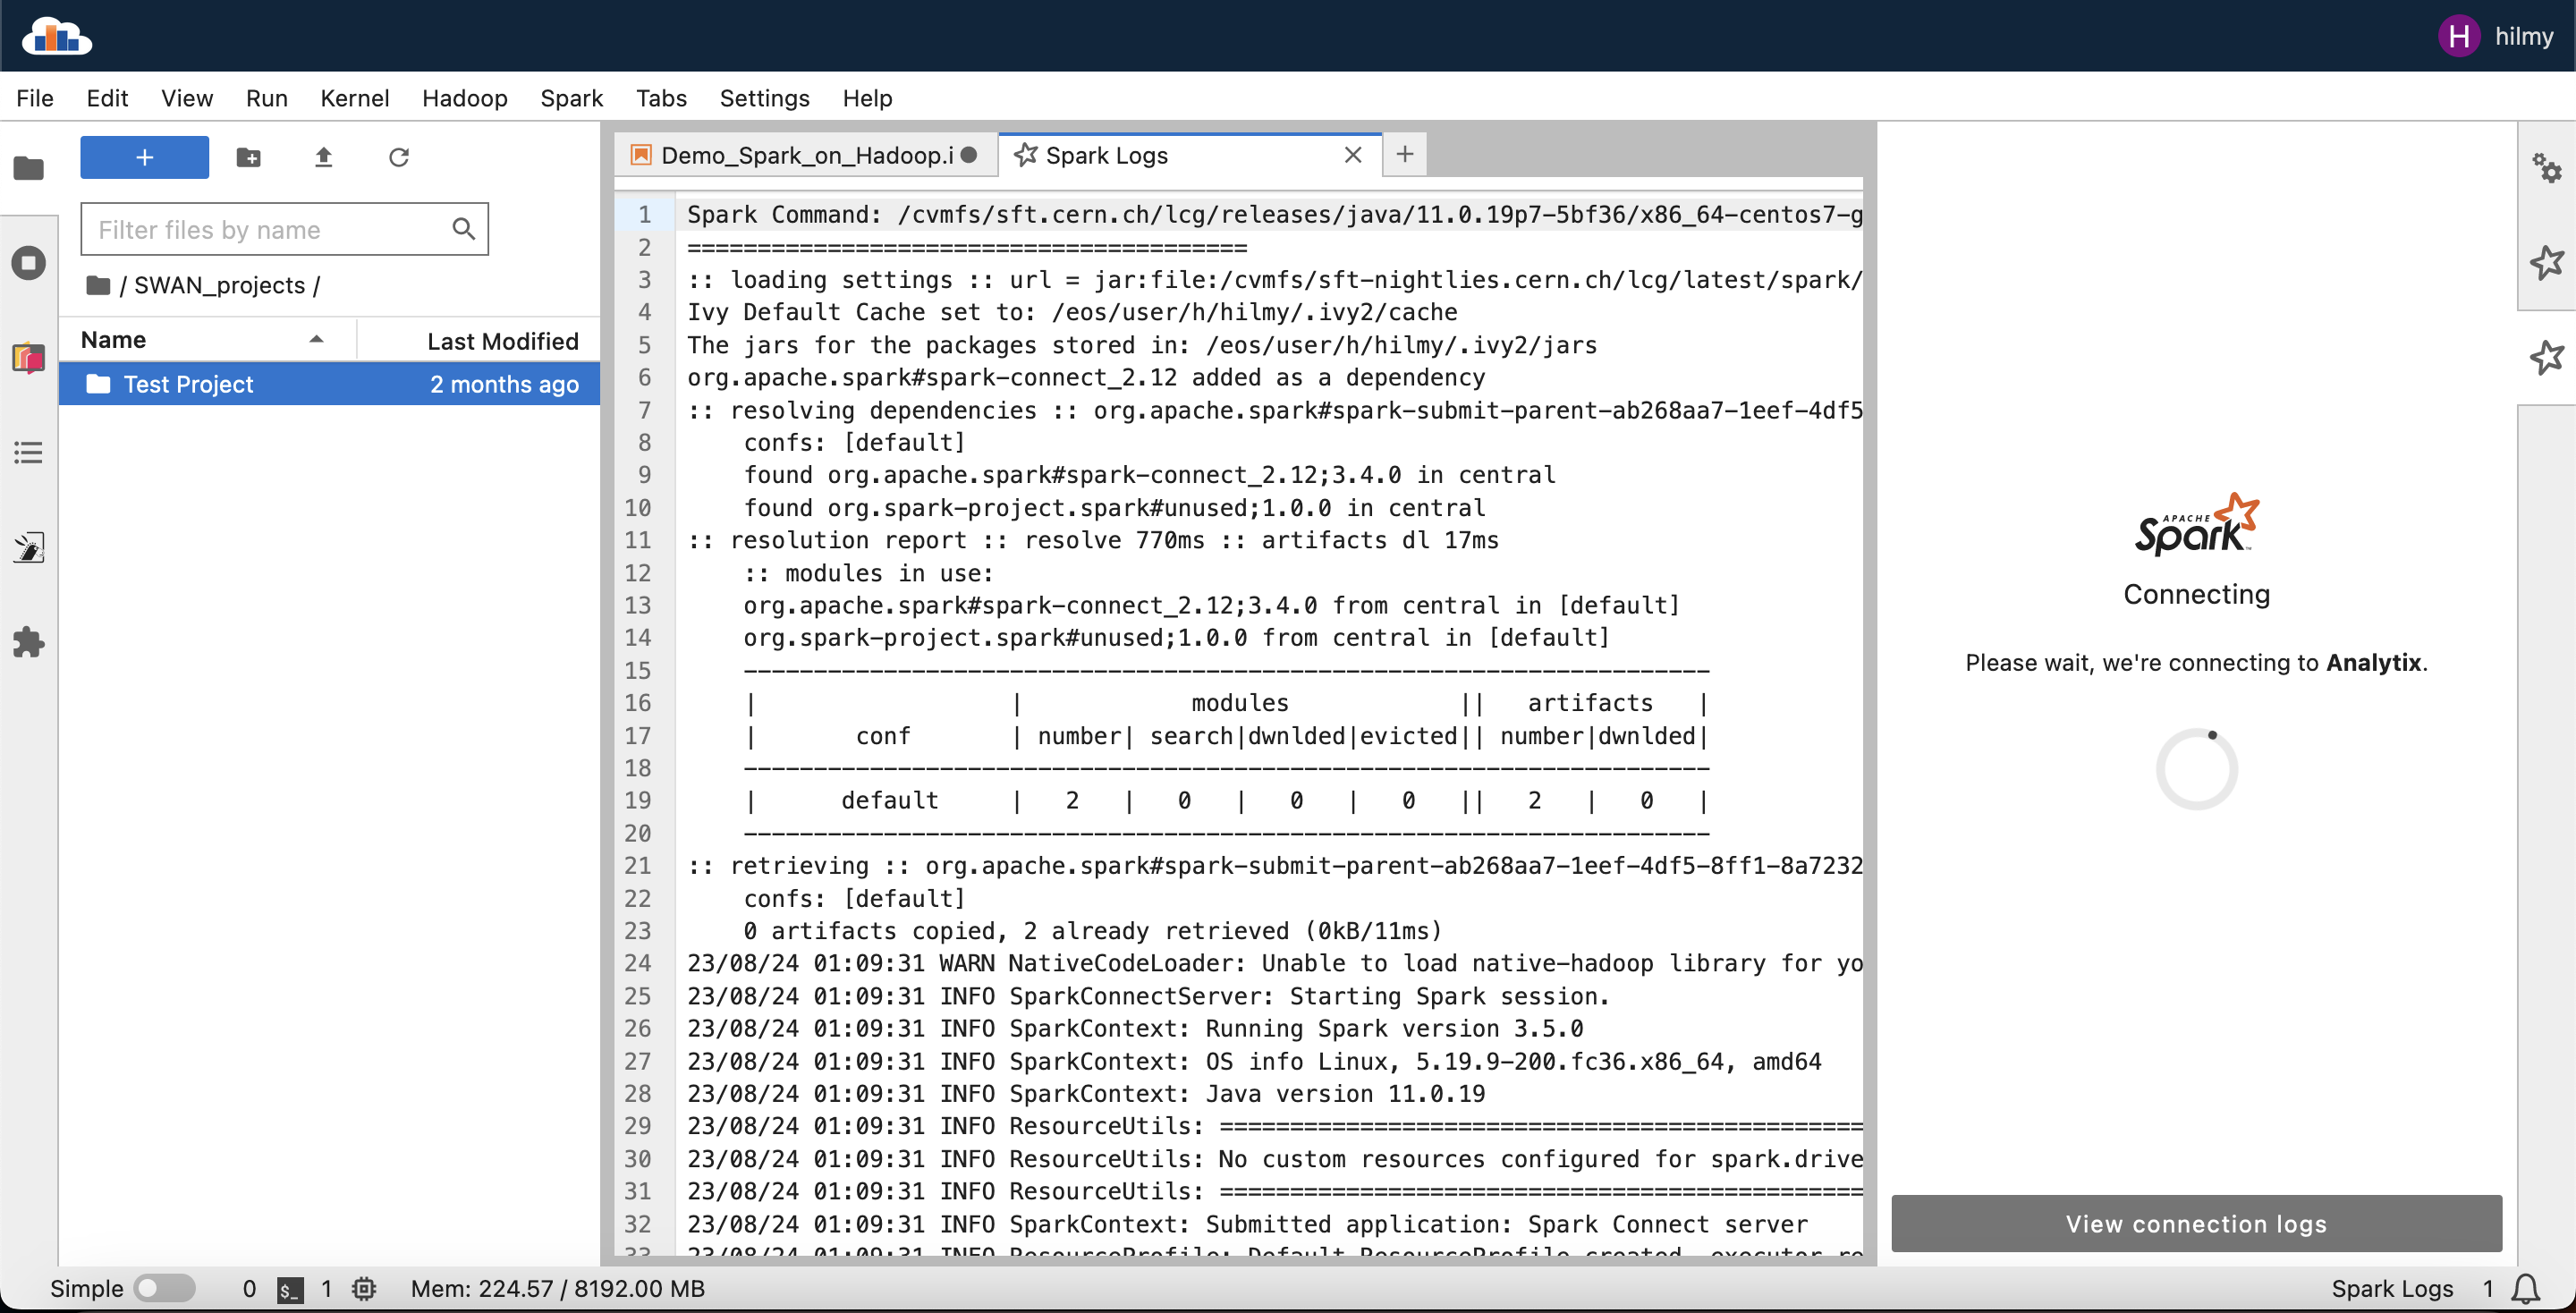 H hilmy
File Edit View Run Kernel Hadoop Spark Tabs Settings Help
+
Filter files by name
/ SWAN_projects /
Name Last Modified
Test Project 2 months ago
Demo_Spark_on_Hadoop.i
Spark Logs
1 Spark Command: /cvmfs/sft.cern.ch/lcg/releases/java/11.0.19p7-5bf36/x86_64-centos7-g
2 ========================================
3 :: loading settings :: url = jar:file:/cvmfs/sft-nightlies.cern.ch/lcg/latest/spark/
4 Ivy Default Cache set to: /eos/user/h/hilmy/.ivy2/cache
5 The jars for the packages stored in: /eos/user/h/hilmy/.ivy2/jars
6 org.apache.spark#spark-connect_2.12 added as a dependency
7 :: resolving dependencies :: org.apache.spark#spark-submit-parent-ab268aa7-1eef-4df5
8 confs: [default]
9 found org.apache.spark#spark-connect_2.12;3.4.0 in central
10 found org.spark-project.spark#unused;1.0.0 in central
11 :: resolution report :: resolve 770ms :: artifacts dl 17ms
12 :: modules in use:
13 org.apache.spark#spark-connect_2.12;3.4.0 from central in [default]
14 org.spark-project.spark#unused;1.0.0 from central in [default]
15 ---------------------------------------------------------------------
16 |                  |            modules            ||   artifacts   |
17 |       conf       | number| search|dwnlded|evicted|| number|dwnlded|
18 ---------------------------------------------------------------------
19 |      default     |   2   |   0   |   0   |   0   ||   2   |   0   |
20 ---------------------------------------------------------------------
21 :: retrieving :: org.apache.spark#spark-submit-parent-ab268aa7-1eef-4df5-8ff1-8a7232
22 confs: [default]
23 0 artifacts copied, 2 already retrieved (0kB/11ms)
24 23/08/24 01:09:31 WARN NativeCodeLoader: Unable to load native-hadoop library for yo
25 23/08/24 01:09:31 INFO SparkConnectServer: Starting Spark session.
26 23/08/24 01:09:31 INFO SparkContext: Running Spark version 3.5.0
27 23/08/24 01:09:31 INFO SparkContext: OS info Linux, 5.19.9-200.fc36.x86_64, amd64
28 23/08/24 01:09:31 INFO SparkContext: Java version 11.0.19
29 23/08/24 01:09:31 INFO ResourceUtils: ==============================================
30 23/08/24 01:09:31 INFO ResourceUtils: No custom resources configured for spark.drive
31 23/08/24 01:09:31 INFO ResourceUtils: ==============================================
32 23/08/24 01:09:31 INFO SparkContext: Submitted application: Spark Connect server
33 23/08/24 01:09:31 INFO ResourceProfile: Default ResourceProfile created, executor re
APACHE
Spark
Connecting
Please wait, we're connecting to Analytix.
View connection logs
Simple 0 $_ 1 Mem: 224.57 / 8192.00 MB
Spark Logs 1